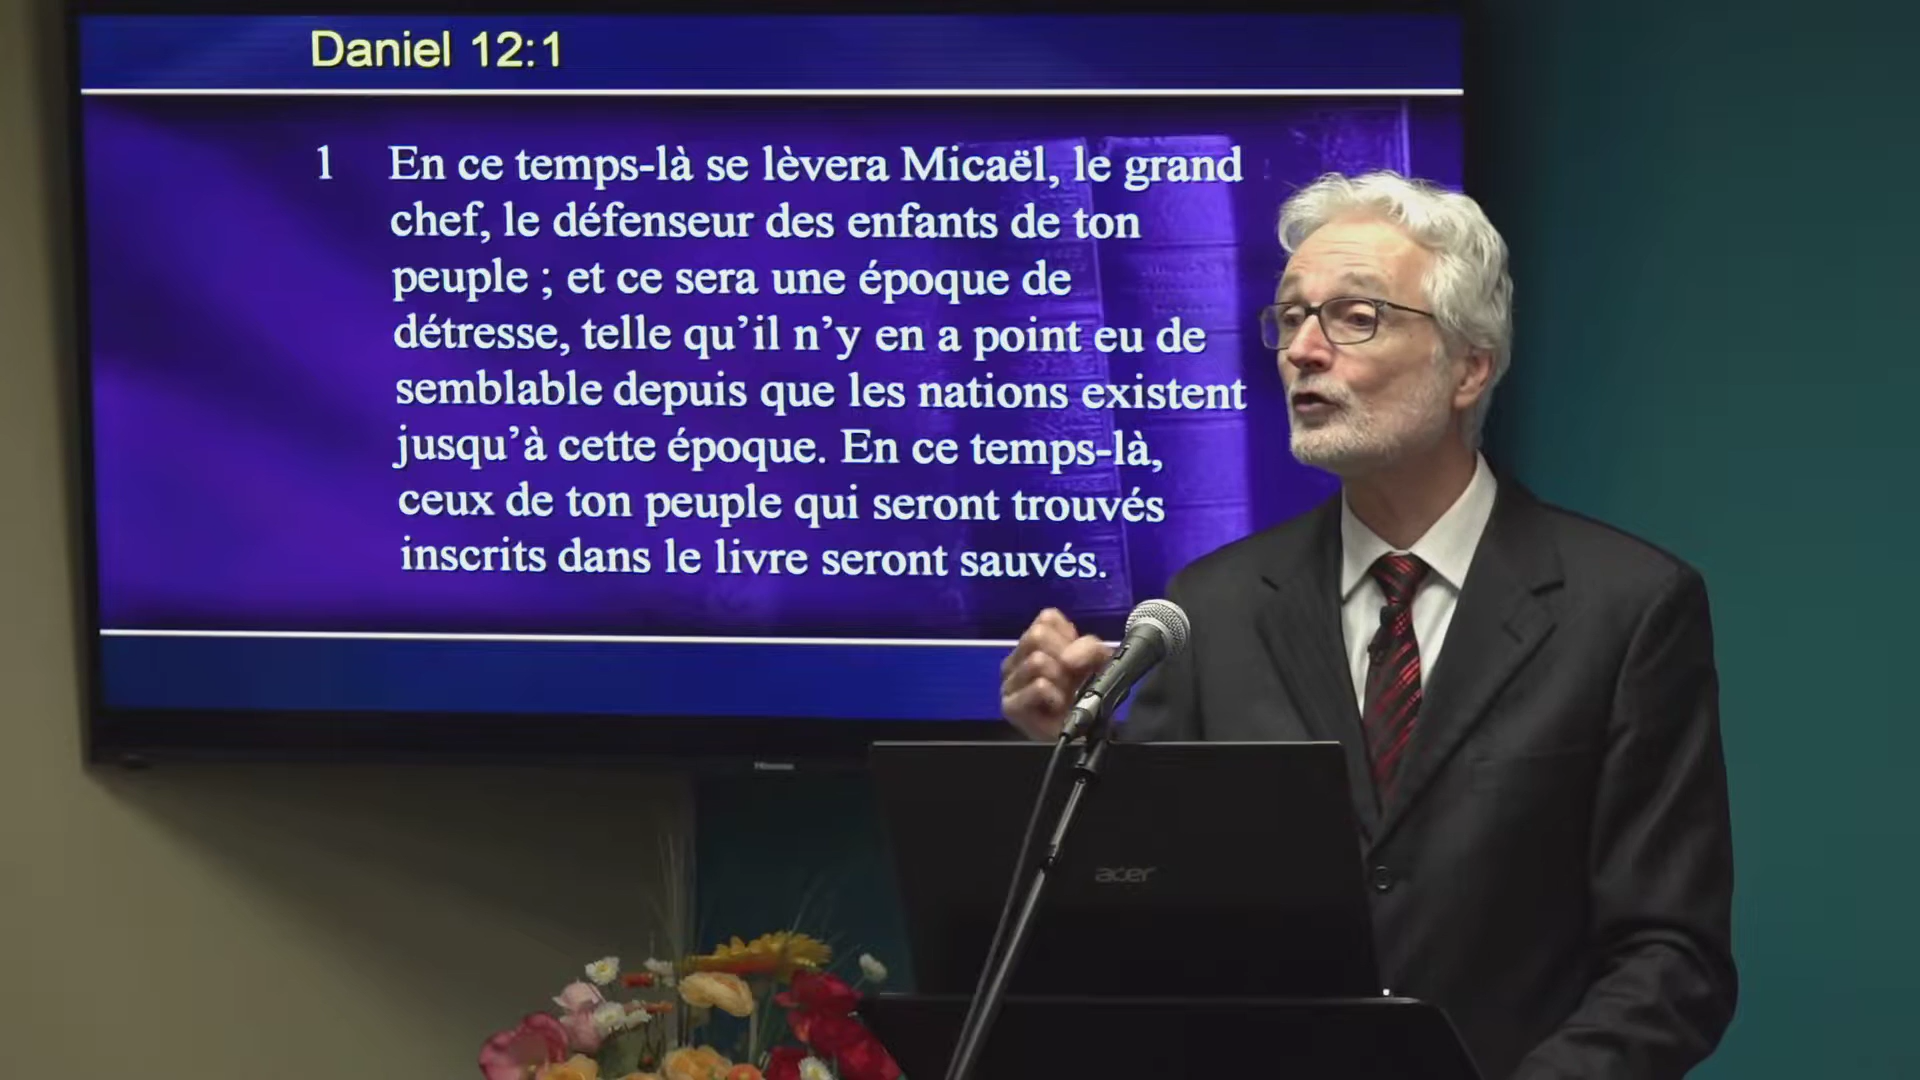 Daniel 12:1
1 En ce temps-là se lèvera Micaël, le grand
chef, le défenseur des enfants de ton
peuple ; et ce sera une époque de
détresse, telle qu’il n’y en a point eu de
semblable depuis que les nations existent
jusqu’à cette époque. En ce temps-là,
ceux de ton peuple qui seront trouvés
inscrits dans le livre seront sauvés.
Hisense
acer